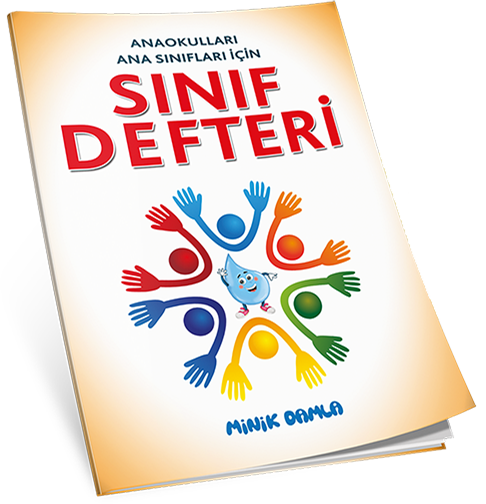 ANAOKULLARI
ANA SINIFLARI İÇİN
SINIF
DEFTERİ
MİNİK DAMLA